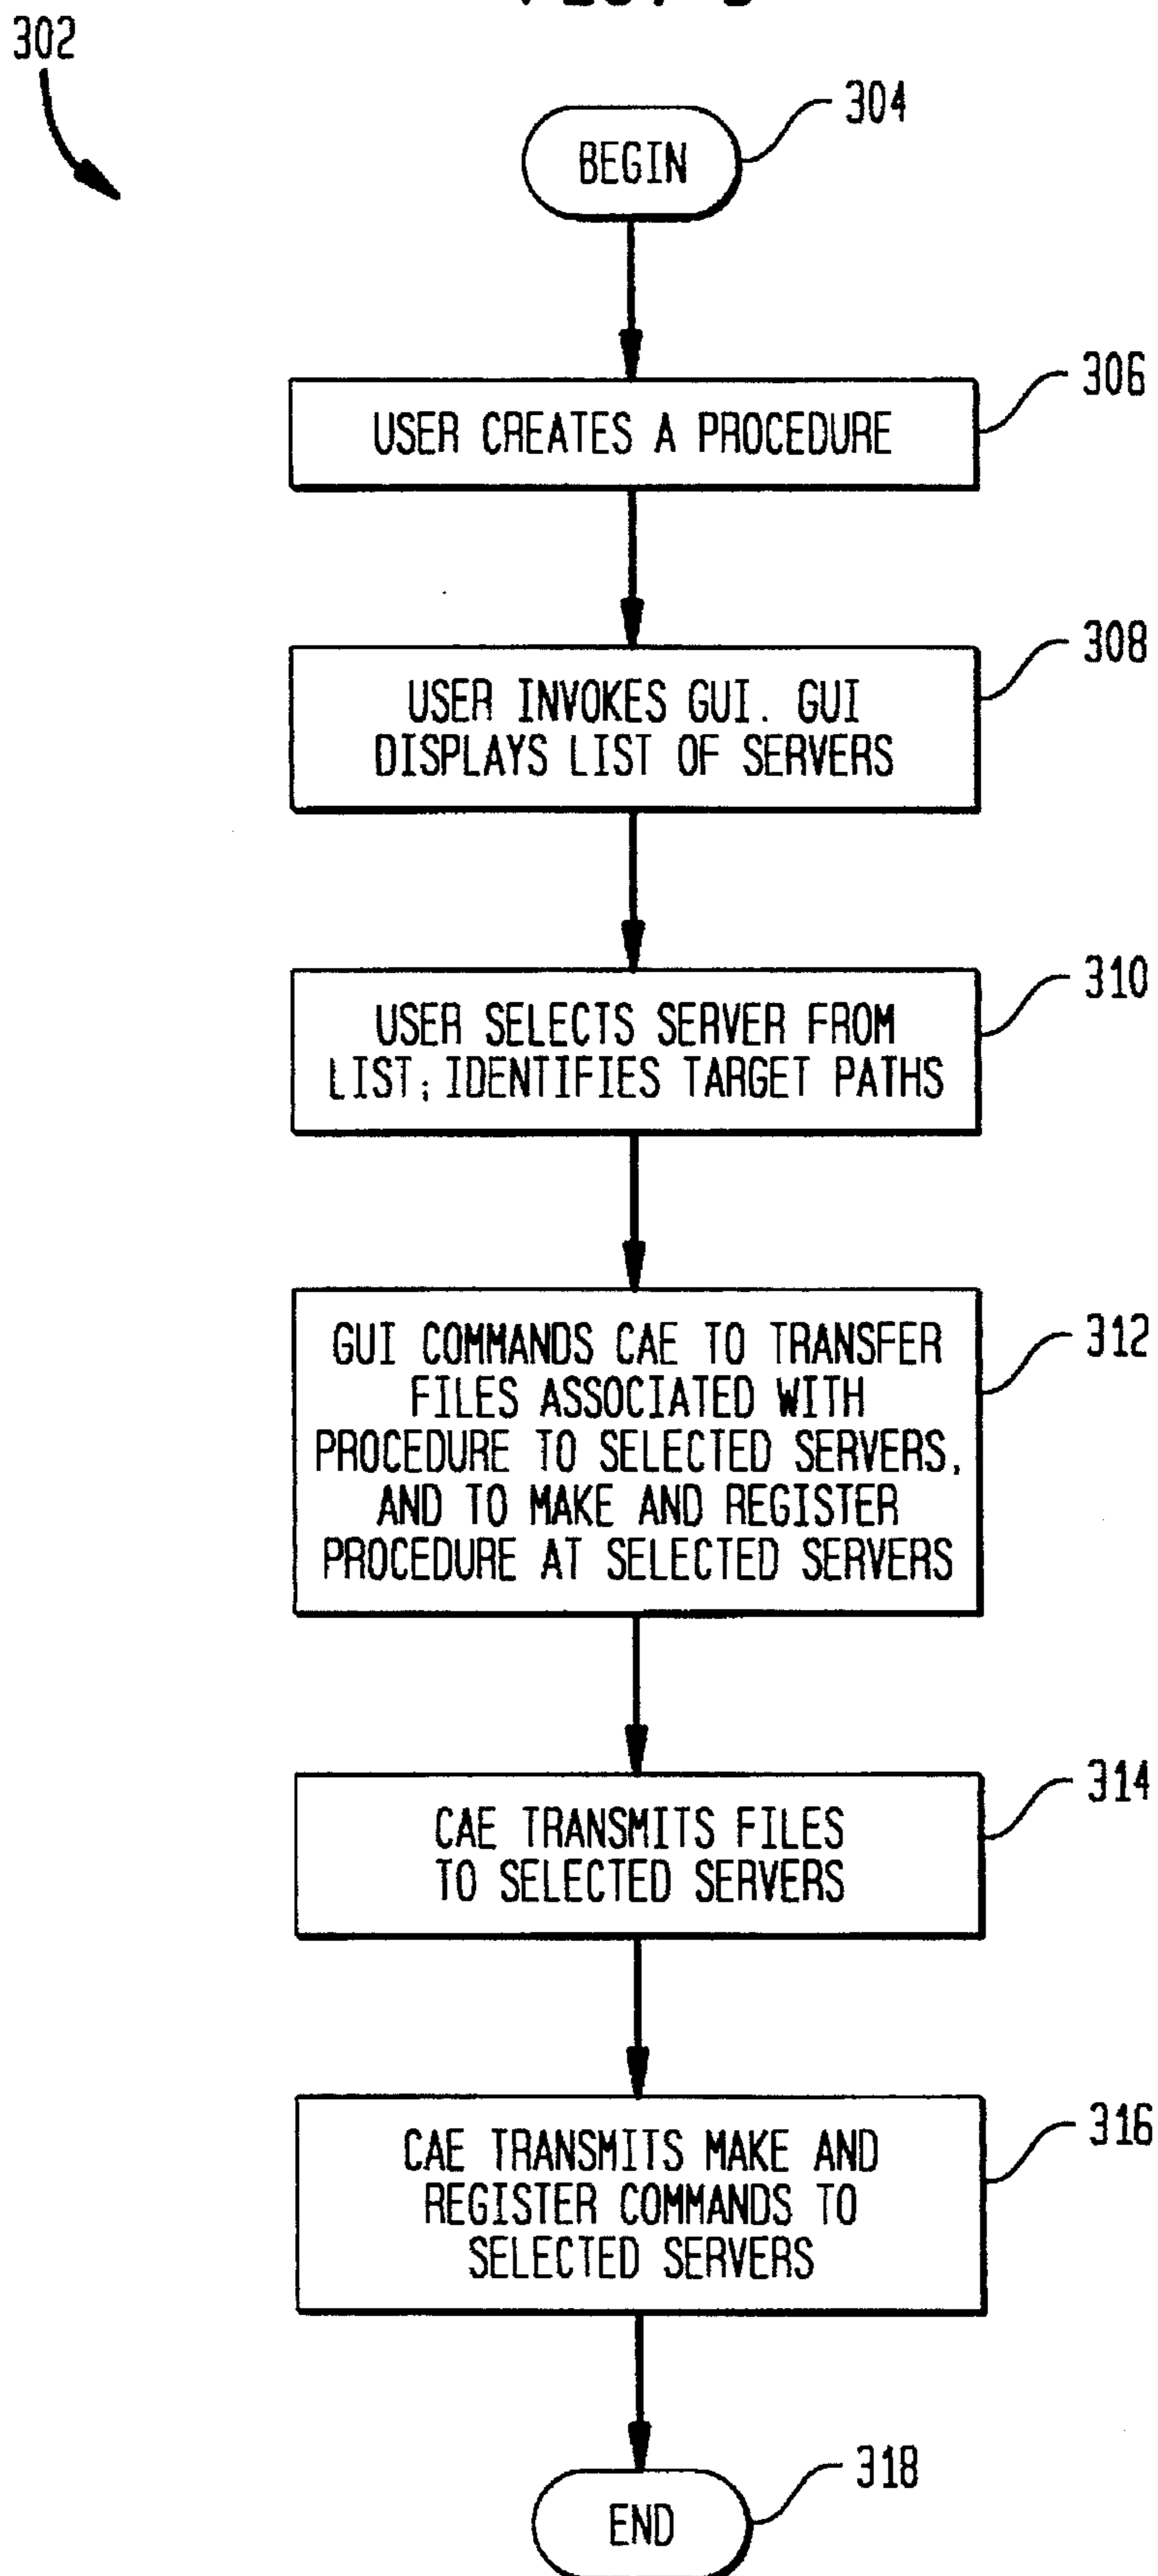 302
304
BEGIN
306
USER CREATES A PROCEDURE
308
USER INVOKES GUI. GUI
DISPLAYS LIST OF SERVERS
310
USER SELECTS SERVER FROM
LIST; IDENTIFIES TARGET PATHS
312
GUI COMMANDS CAE TO TRANSFER
FILES ASSOCIATED WITH
PROCEDURE TO SELECTED SERVERS,
AND TO MAKE AND REGISTER
PROCEDURE AT SELECTED SERVERS
314
CAE TRANSMITS FILES
TO SELECTED SERVERS
316
CAE TRANSMITS MAKE AND
REGISTER COMMANDS TO
SELECTED SERVERS
318
END